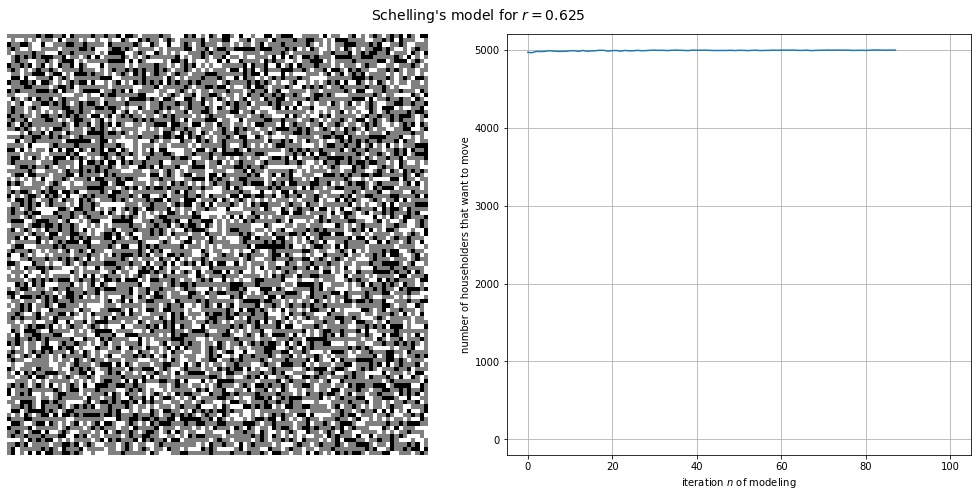 Schelling's model for r = 0.625
number of householders that want to move
5000
4000
3000
2000
1000
0
0 20 40 60 80 100
iteration n of modeling